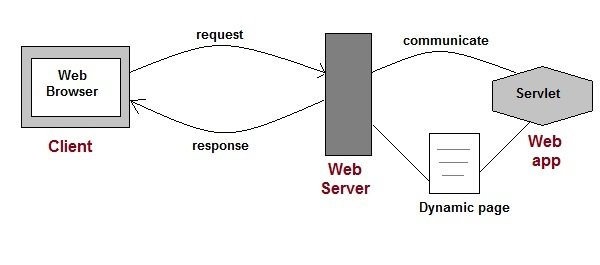 request
communicate
Web
Browser
Servlet
Client
response
Web
Server
Web
app
Dynamic page